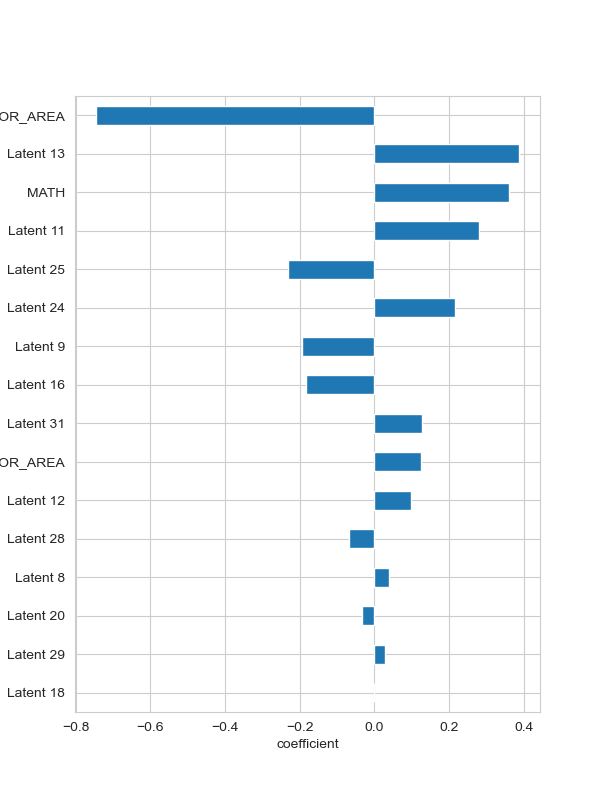 OR_AREA
Latent 13
MATH
Latent 11
Latent 25
Latent 24
Latent 9
Latent 16
Latent 31
OR_AREA
Latent 12
Latent 28
Latent 8
Latent 20
Latent 29
Latent 18
−0.8 −0.6 −0.4 −0.2 0.0 0.2 0.4
coefficient